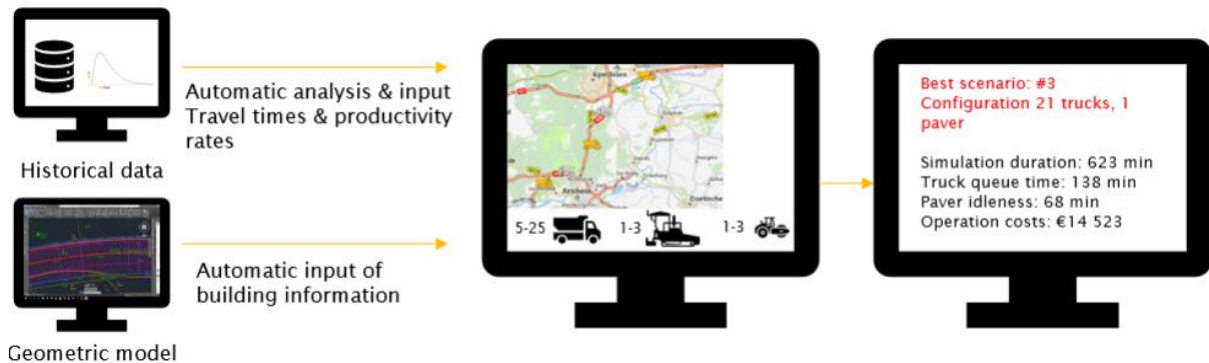 Historical data
Automatic analysis & input
Travel times & productivity
rates
Geometric model
Automatic input of
building information
Apeldoorn
Arnhem
5-25
1-3
1-3
Best scenario: #3
Configuration 21 trucks, 1
paver
Simulation duration: 623 min
Truck queue time: 138 min
Paver idleness: 68 min
Operation costs: €14 523